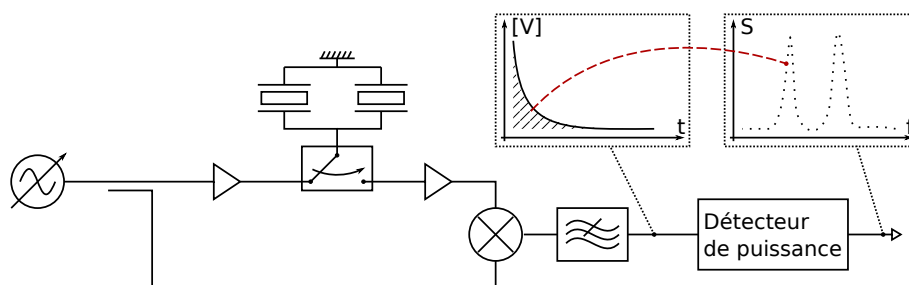 [V]
t
S
f
Détecteur
de puissance